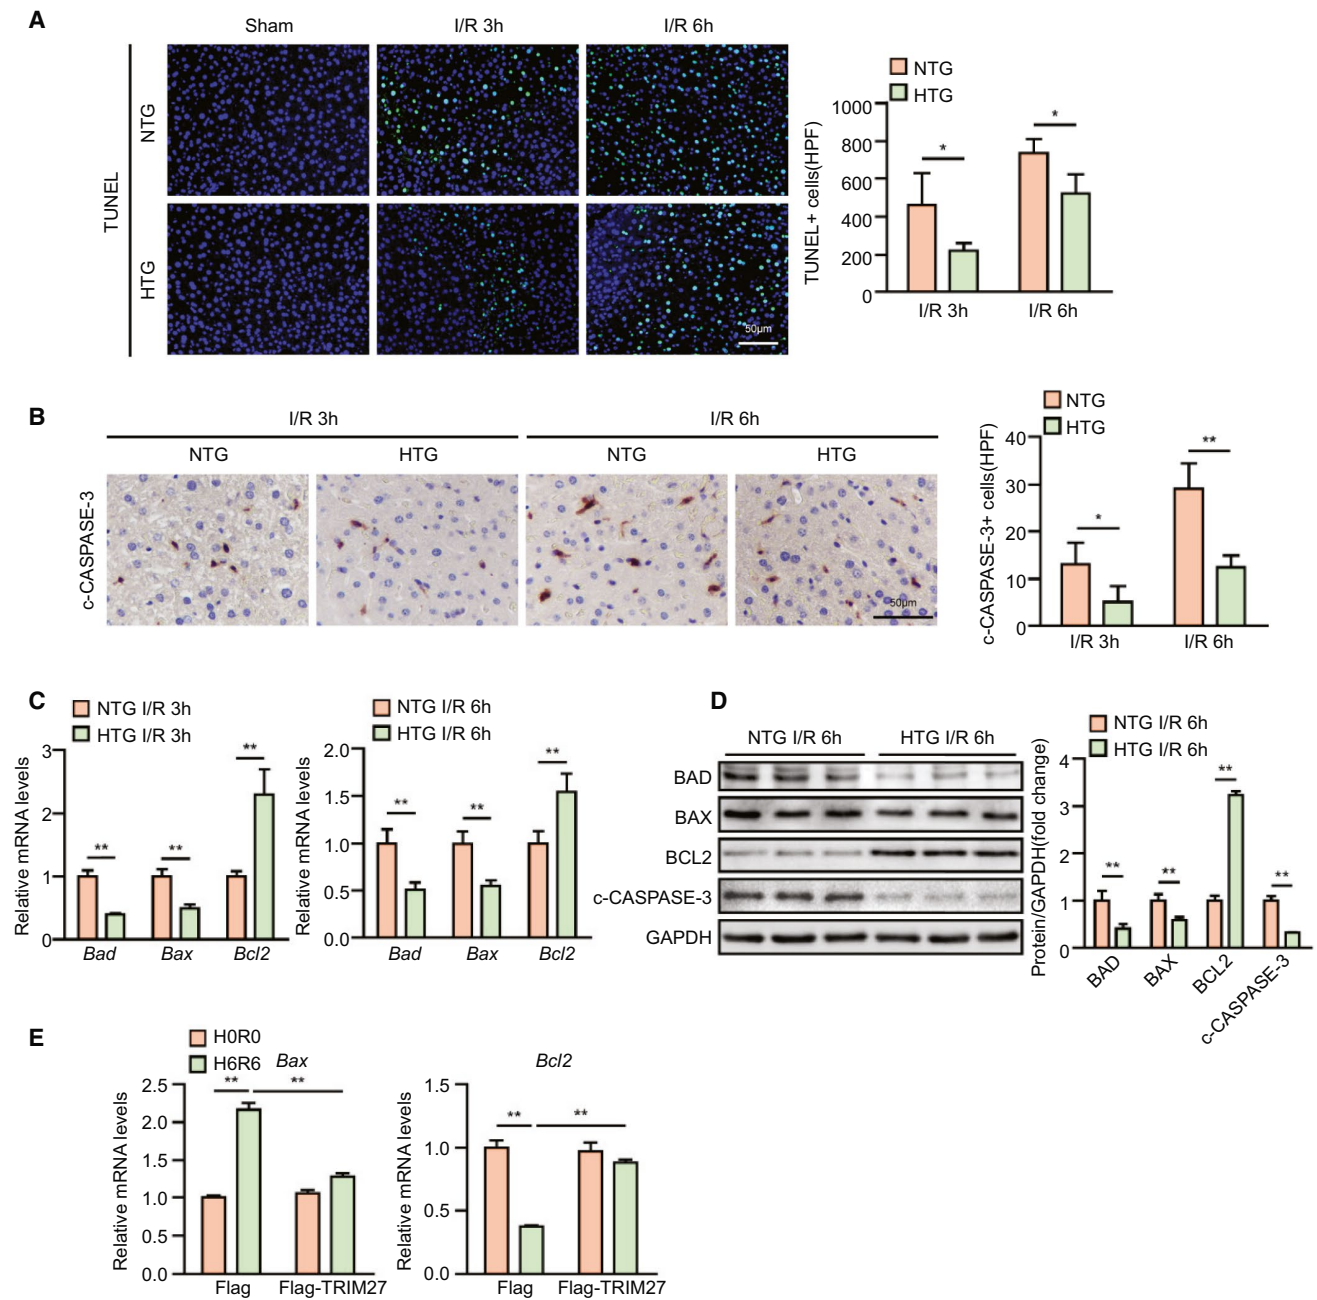 A
Sham
I/R 3h
I/R 6h
TUNEL
NTG
HTG
50μm
NTG
HTG
TUNEL+ cells(HPF)
1000
800
600
400
200
0
*
*
I/R 3h
I/R 6h
B
I/R 3h
I/R 6h
NTG
HTG
NTG
HTG
c-CASPASE-3
50μm
NTG
HTG
c-CASPASE-3+ cells(HPF)
40
30
20
10
0
*
**
I/R 3h
I/R 6h
C
NTG I/R 3h
HTG I/R 3h
Relative mRNA levels
3
2
1
0
**
**
**
Bad
Bax
Bcl2
NTG I/R 6h
HTG I/R 6h
Relative mRNA levels
2.0
1.5
1.0
0.5
0.0
**
**
**
Bad
Bax
Bcl2
D
NTG I/R 6h
HTG I/R 6h
BAD
BAX
BCL2
c-CASPASE-3
GAPDH
NTG I/R 6h
HTG I/R 6h
Protein/GAPDH(fold change)
4
3
2
1
0
**
**
**
**
BAD
BAX
BCL2
c-CASPASE-3
E
H0R0
H6R6
Bax
Relative mRNA levels
2.5
2.0
1.5
1.0
0.5
0.0
**
**
Flag
Flag-TRIM27
Bcl2
Relative mRNA levels
1.5
1.0
0.5
0.0
**
**
Flag
Flag-TRIM27